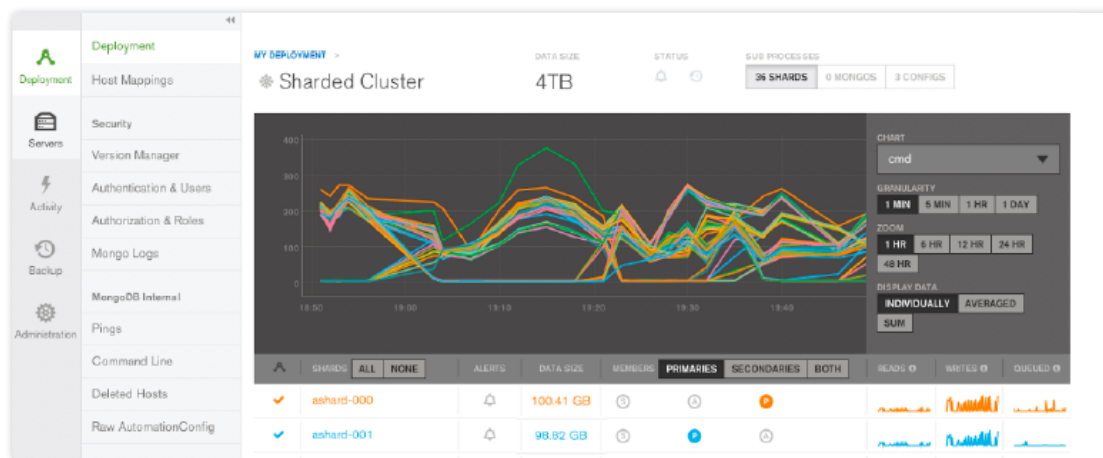 Deployment
Servers
Activity
Backup
Administration
Deployment
Host Mappings
Security
Version Manager
Authentication & Users
Authorization & Roles
Mongo Logs
MongoDB Internal
Pings
Command Line
Deleted Hosts
Raw AutomationConfig
MY DEPLOYMENT >
Sharded Cluster
DATA SIZE
4TB
STATUS
SUB PROCESSES
36 SHARDS 0 MONGOS 3 CONFIGS
400
300
200
100
0
18:50 19:00 19:10 19:20 19:30 19:40
CHART
cmd
GRANULARITY
1 MIN 5 MIN 1 HR 1 DAY
ZOOM
1 HR 6 HR 12 HR 24 HR
48 HR
DISPLAY DATA
INDIVIDUALLY AVERAGED
SUM
SHARDS ALL NONE ALERTS DATA SIZE MEMBERS PRIMARIES SECONDARIES BOTH READS WRITES QUEUED
ashard-000 100.41 GB S A P
ashard-001 98.82 GB S P A